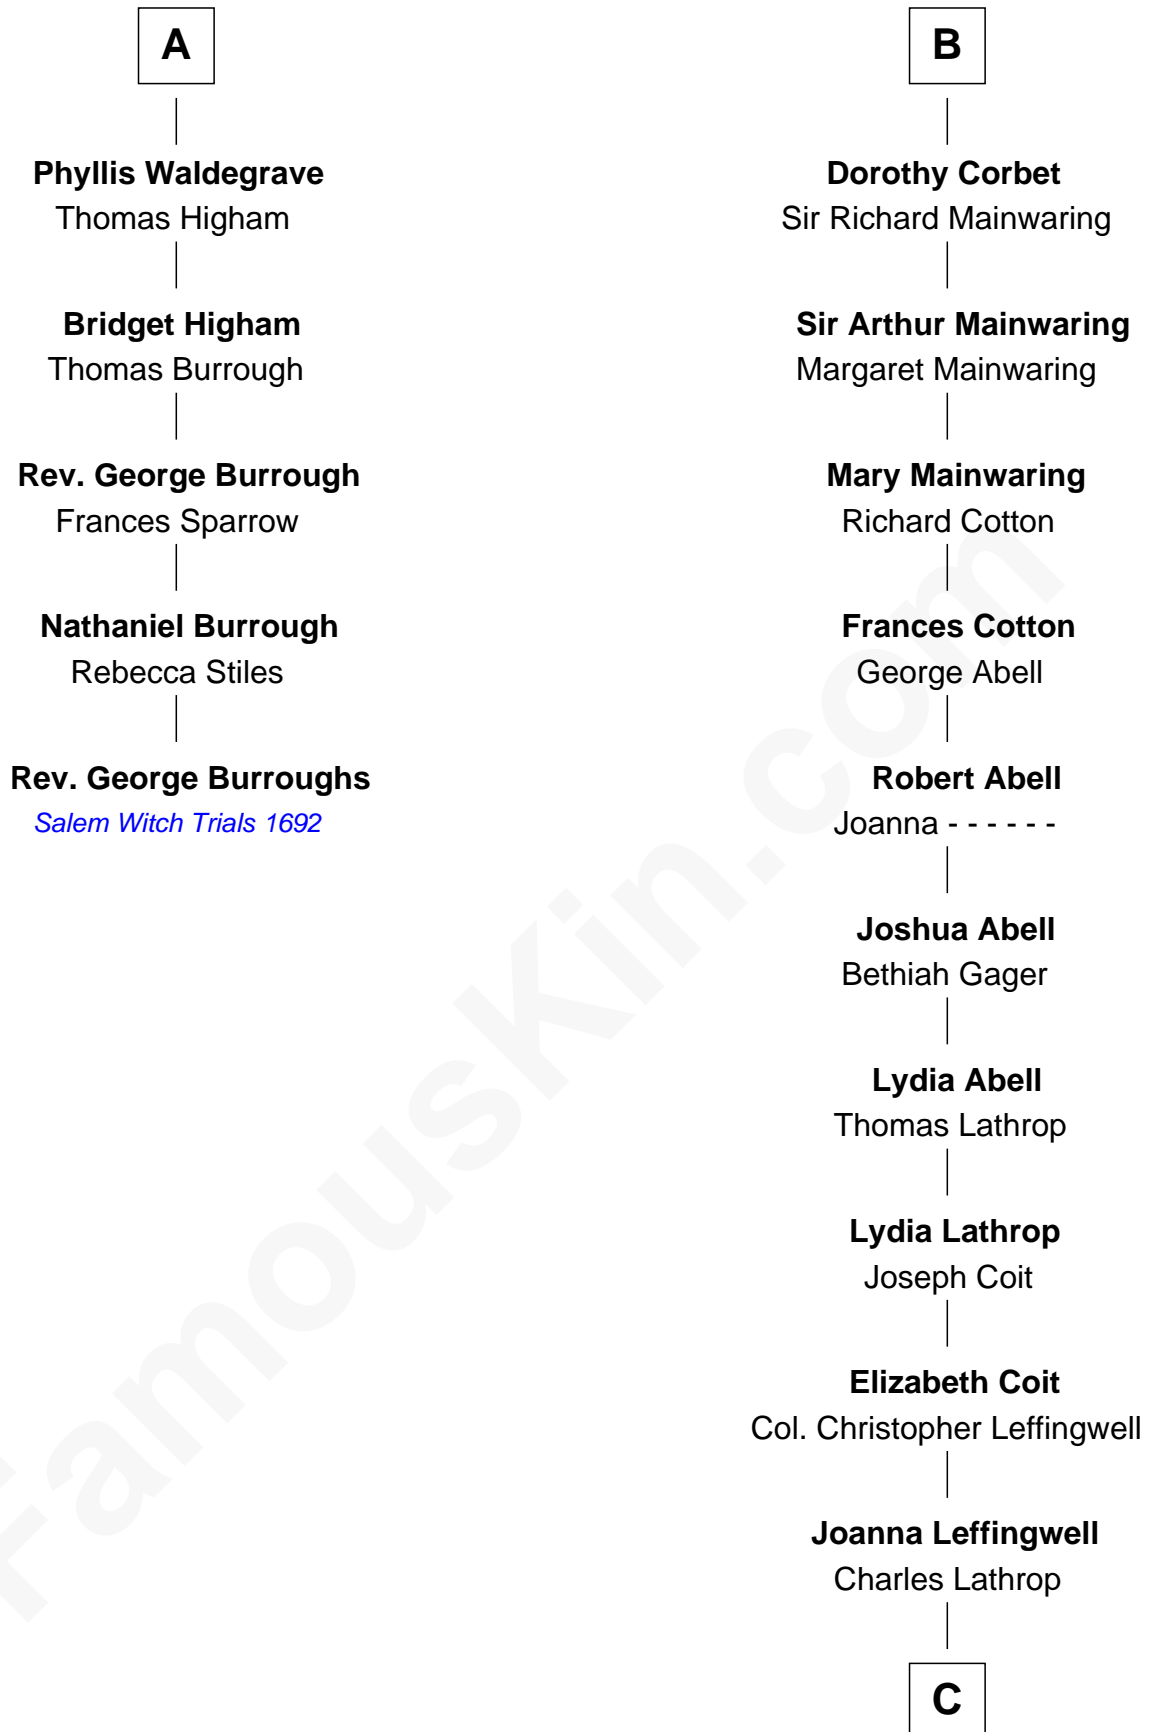 A
Phyllis Waldegrave
Thomas Higham
Bridget Higham
Thomas Burrough
Rev. George Burrough
Frances Sparrow
Nathaniel Burrough
Rebecca Stiles
Rev. George Burroughs
Salem Witch Trials 1692
B
Dorothy Corbet
Sir Richard Mainwaring
Sir Arthur Mainwaring
Margaret Mainwaring
Mary Mainwaring
Richard Cotton
Frances Cotton
George Abell
Robert Abell
Joanna - - - - - -
Joshua Abell
Bethiah Gager
Lydia Abell
Thomas Lathrop
Lydia Lathrop
Joseph Coit
Elizabeth Coit
Col. Christopher Leffingwell
Joanna Leffingwell
Charles Lathrop
C
FamousKin.com